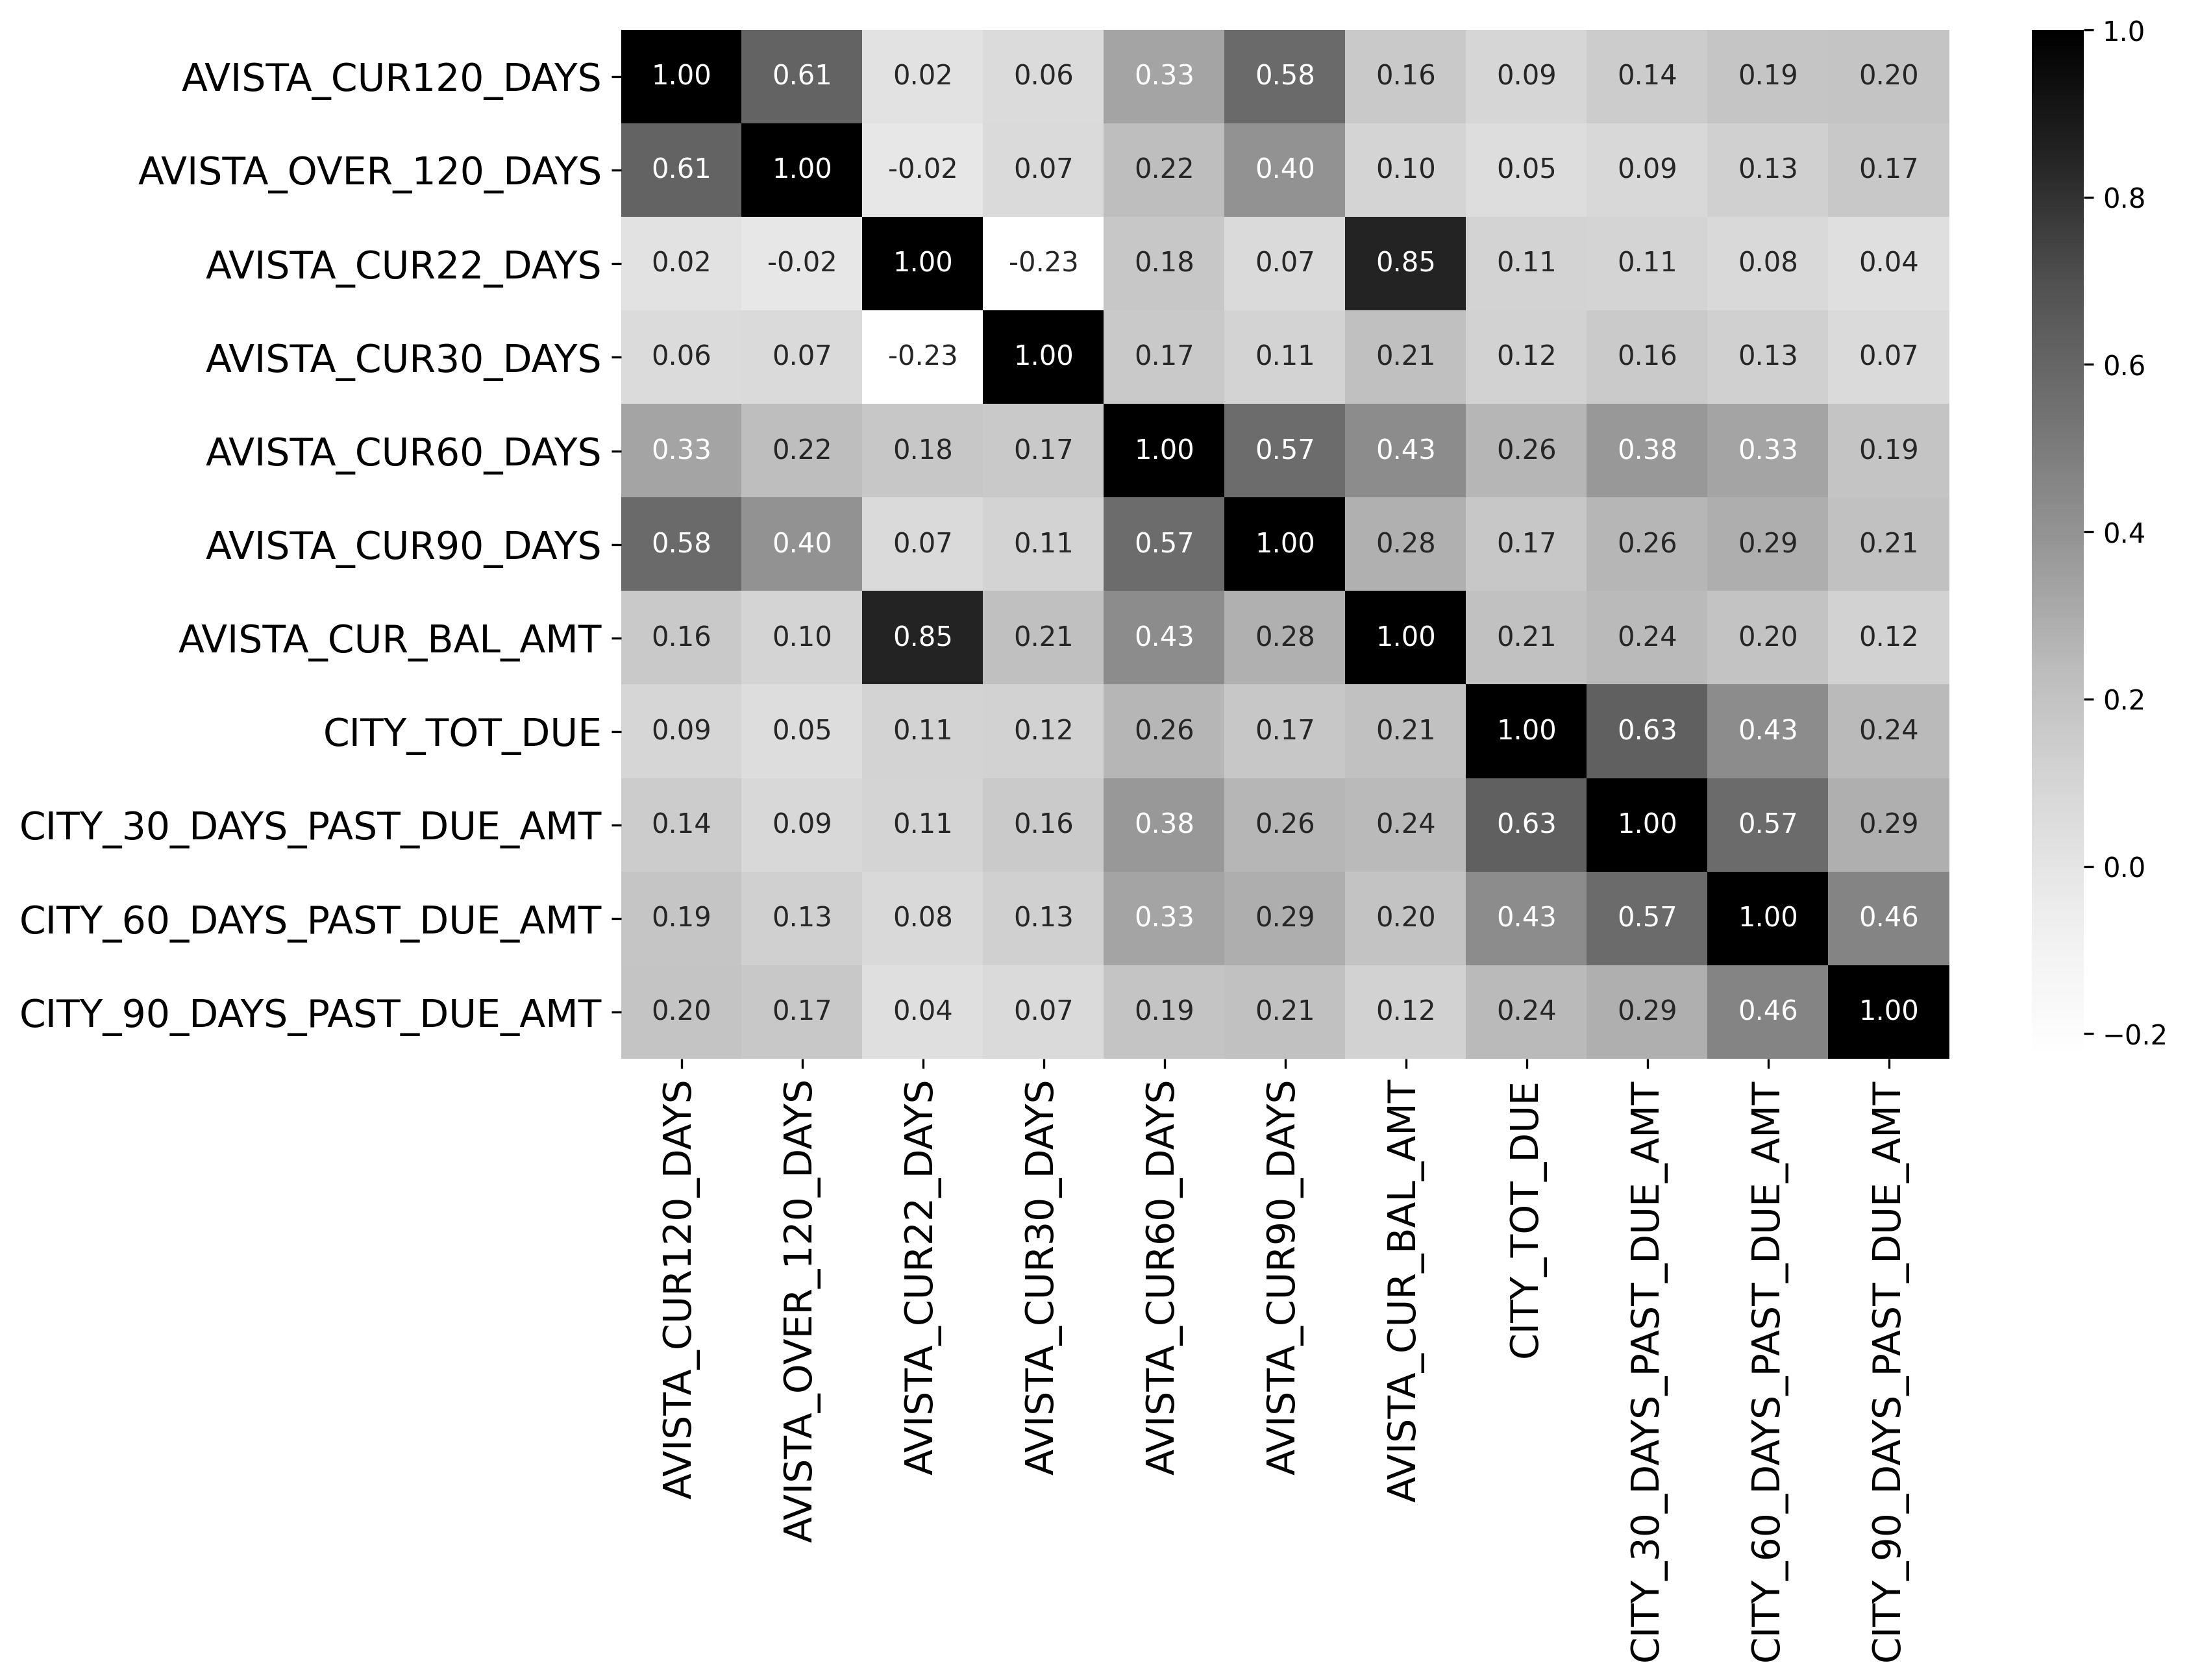 AVISTA_CUR120_DAYS 1.00 0.61 0.02 0.06 0.33 0.58 0.16 0.09 0.14 0.19 0.20
AVISTA_OVER_120_DAYS 0.61 1.00 -0.02 0.07 0.22 0.40 0.10 0.05 0.09 0.13 0.17
AVISTA_CUR22_DAYS 0.02 -0.02 1.00 -0.23 0.18 0.07 0.85 0.11 0.11 0.08 0.04
AVISTA_CUR30_DAYS 0.06 0.07 -0.23 1.00 0.17 0.11 0.21 0.12 0.16 0.13 0.07
AVISTA_CUR60_DAYS 0.33 0.22 0.18 0.17 1.00 0.57 0.43 0.26 0.38 0.33 0.19
AVISTA_CUR90_DAYS 0.58 0.40 0.07 0.11 0.57 1.00 0.28 0.17 0.26 0.29 0.21
AVISTA_CUR_BAL_AMT 0.16 0.10 0.85 0.21 0.43 0.28 1.00 0.21 0.24 0.20 0.12
CITY_TOT_DUE 0.09 0.05 0.11 0.12 0.26 0.17 0.21 1.00 0.63 0.43 0.24
CITY_30_DAYS_PAST_DUE_AMT 0.14 0.09 0.11 0.16 0.38 0.26 0.24 0.63 1.00 0.57 0.29
CITY_60_DAYS_PAST_DUE_AMT 0.19 0.13 0.08 0.13 0.33 0.29 0.20 0.43 0.57 1.00 0.46
CITY_90_DAYS_PAST_DUE_AMT 0.20 0.17 0.04 0.07 0.19 0.21 0.12 0.24 0.29 0.46 1.00
AVISTA_CUR120_DAYS
AVISTA_OVER_120_DAYS
AVISTA_CUR22_DAYS
AVISTA_CUR30_DAYS
AVISTA_CUR60_DAYS
AVISTA_CUR90_DAYS
AVISTA_CUR_BAL_AMT
CITY_TOT_DUE
CITY_30_DAYS_PAST_DUE_AMT
CITY_60_DAYS_PAST_DUE_AMT
CITY_90_DAYS_PAST_DUE_AMT
1.0
0.8
0.6
0.4
0.2
0.0
−0.2